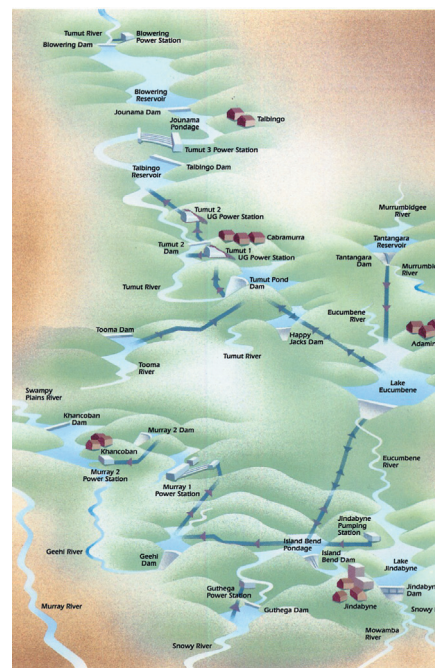 Tumut River
Blowering
Power Station
Blowering Dam
Blowering
Reservoir
Jounama Dam
Jounama
Pondage
Talbingo
Tumut 3 Power Station
Talbingo
Reservoir
Talbingo Dam
Tumut 2
UG Power Station
Cabramurra
Tumut 2
Dam
Tumut 1
UG Power Station
Murrumbidgee
River
Tantangara
Reservoir
Tantangara
Dam
River
Tumut River
Tumut Pond
Dam
Eucumbene
River
Tooma Dam
Happy
Jacks Dam
Tumut River
Tooma
River
Lake
Eucumbene
Swampy
Plains River
Khancoban
Dam
Khancoban
Murray 2 Dam
Murray 2
Power Station
Murray 1
Power Station
Eucumbene
River
Jindabyne
Pumping
Station
Island Bend
Pondage
Island
Bend Dam
Geehi River
Geehi
Dam
Lake
Jindabyne
Guthega
Power Station
Guthega Dam
Jindabyne
Dam
Jindabyne
Snowy
Murray River
Snowy River
Mowamba
River